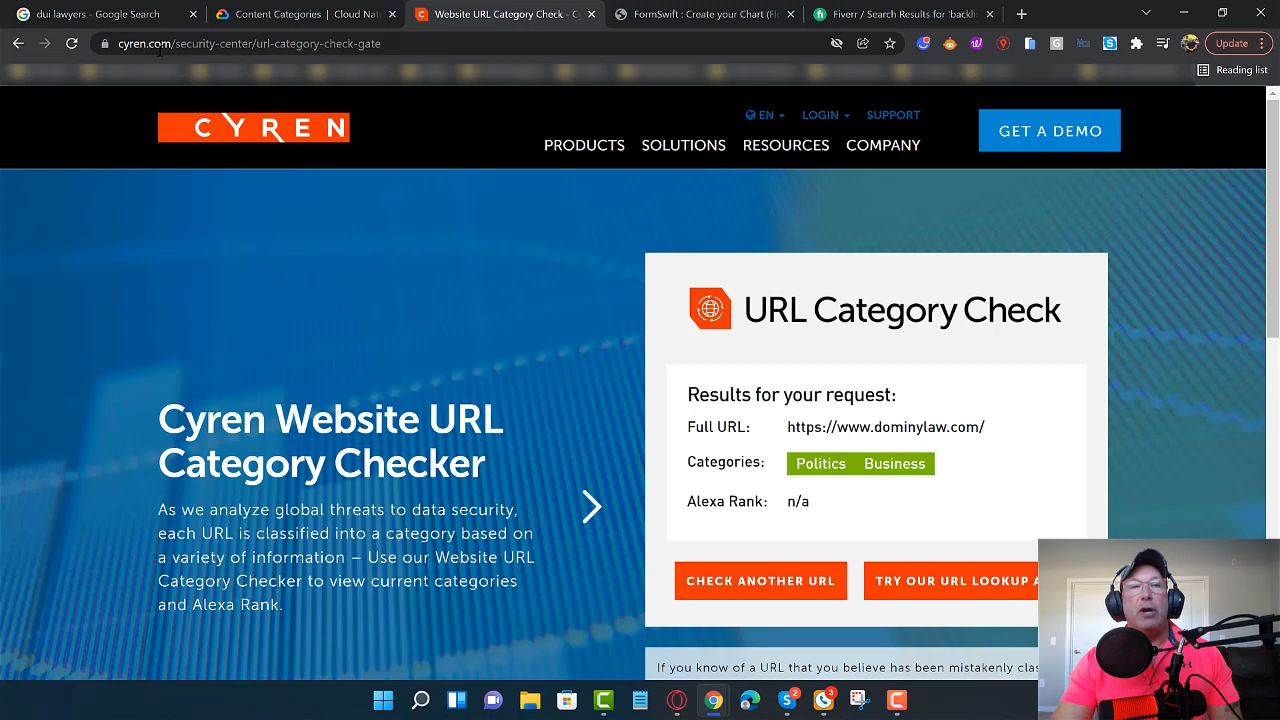 dui lawyers - Google Search
Content Categories | Cloud Nat
Website URL Category Check - C
FormSwift : Create your Chart (Fl
Fiverr / Search Results for 'backlin
cyren.com/security-center/url-category-check-gate
Update
Reading list
CYREN
EN
LOGIN
SUPPORT
PRODUCTS
SOLUTIONS
RESOURCES
COMPANY
GET A DEMO
Cyren Website URL
Category Checker
As we analyze global threats to data security,
each URL is classified into a category based on
a variety of information – Use our Website URL
Category Checker to view current categories
and Alexa Rank.
URL Category Check
Results for your request:
Full URL: https://www.dominylaw.com/
Categories: Politics Business
Alexa Rank: n/a
CHECK ANOTHER URL
TRY OUR URL LOOKUP
If you know of a URL that you believe has been mistakenly clas
2
3